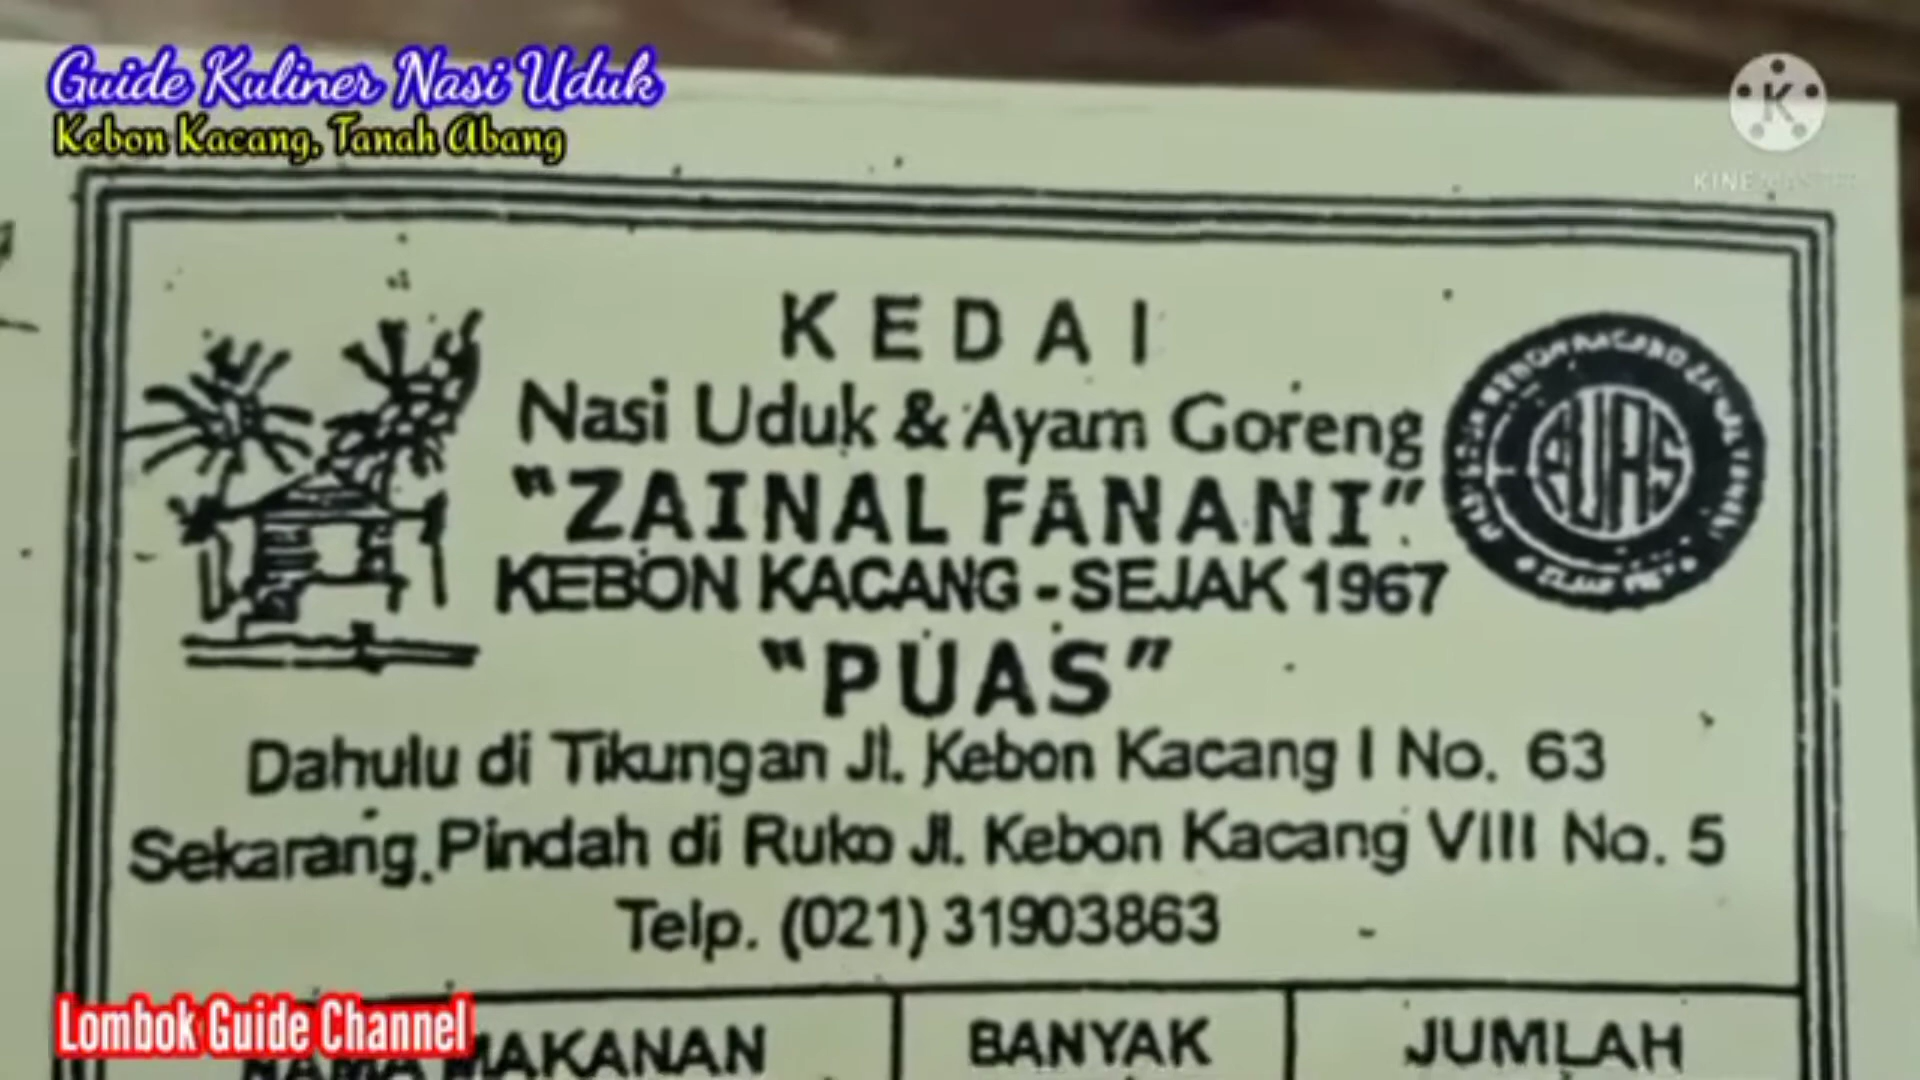 Guide Kuliner Nasi Uduk
Kebon Kacang, Tanah Abang
KINEMASTER
KEDAI
Nasi Uduk & Ayam Goreng
"ZAINAL FANANI"
KEBON KACANG - SEJAK 1967
"PUAS"
PUAS
Dahulu di Tikungan Jl. Kebon Kacang I No. 63
Sekarang Pindah di Ruko Jl. Kebon Kacang VIII No. 5
Telp. (021) 31903863
Lombok Guide Channel
NAMA MAKANAN BANYAK JUMLAH